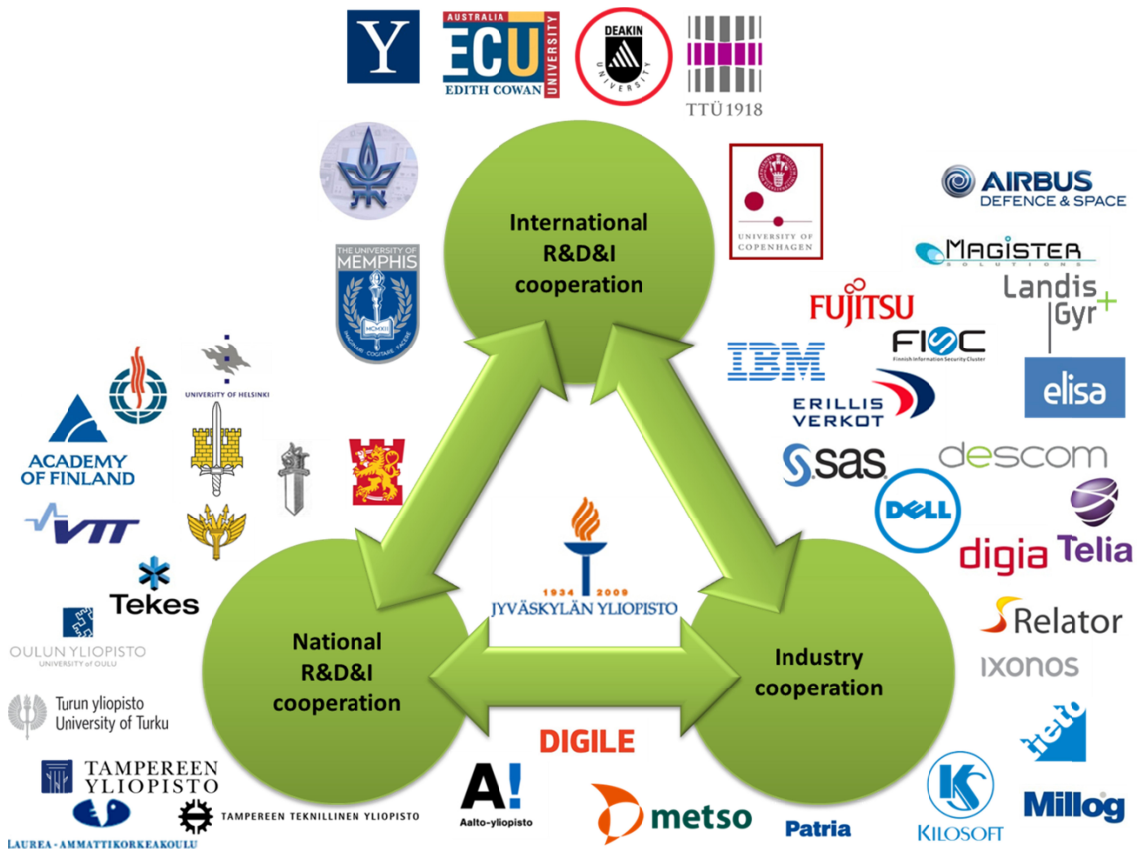 Y
AUSTRALIA
ECU
EDITH COWAN
UNIVERSITY
DEAKIN
UNIVERSITY
TTÜ1918
UNIVERSITY OF
COPENHAGEN
International
R&D&I
cooperation
THE UNIVERSITY OF
MEMPHIS
MCMXII
IMAGINARI COGITARE FACERE
AIRBUS
DEFENCE & SPACE
MAGISTER
SOLUTIONS
Landis
Gyr+
FUJITSU
FISC
Finnish Information Security Cluster
IBM
elisa
ERILLIS
VERKOT
sas
descom
DELL
digia
Telia
UNIVERSITY OF HELSINKI
ACADEMY
OF FINLAND
VTT
Tekes
1934 2009
JYVÄSKYLÄN YLIOPISTO
OULUN YLIOPISTO
UNIVERSITY of OULU
National
R&D&I
cooperation
Industry
cooperation
Relator
ixonos
Turun yliopisto
University of Turku
DIGILE
tieto
TAMPEREEN
YLIOPISTO
TAMPEREEN TEKNILLINEN YLIOPISTO
LAUREA-AMMATTIKORKEAKOULU
A!
Aalto-yliopisto
metso
Patria
K
KILOSOFT
Millog